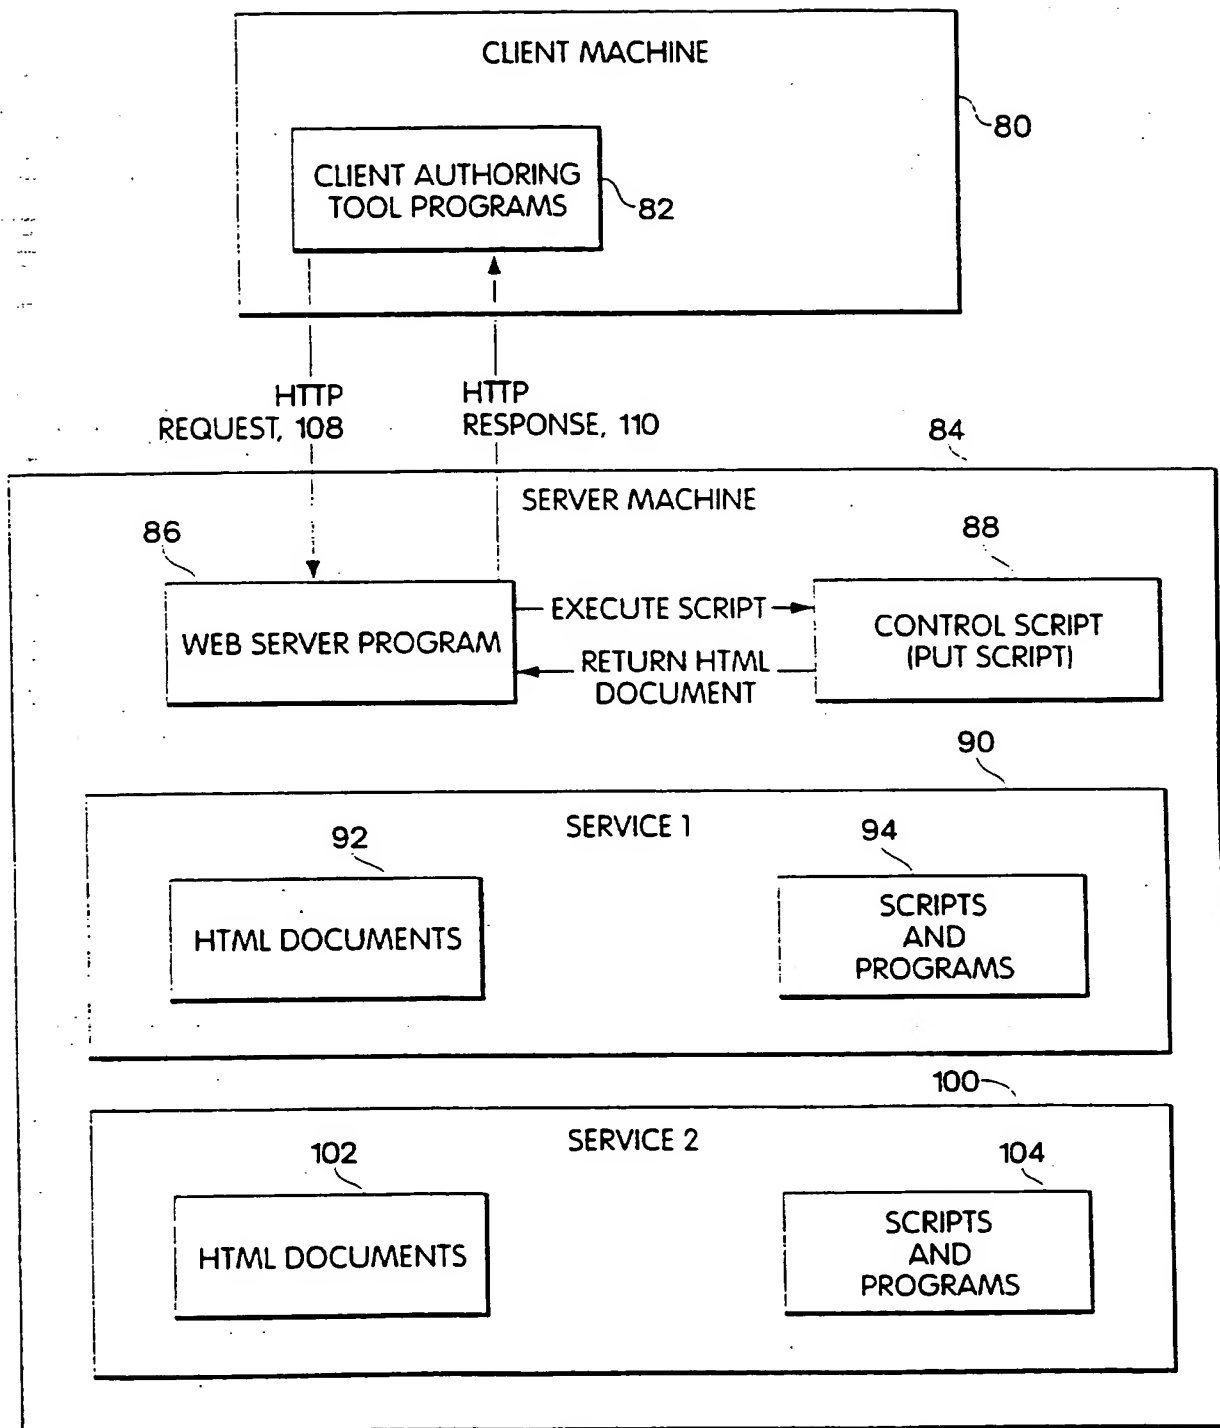 CLIENT MACHINE
80
CLIENT AUTHORING
TOOL PROGRAMS
82
HTTP
REQUEST, 108
HTTP
RESPONSE, 110
84
SERVER MACHINE
86
88
WEB SERVER PROGRAM
EXECUTE SCRIPT
RETURN HTML
DOCUMENT
CONTROL SCRIPT
(PUT SCRIPT)
90
SERVICE 1
92
94
HTML DOCUMENTS
SCRIPTS
AND
PROGRAMS
100
SERVICE 2
102
104
HTML DOCUMENTS
SCRIPTS
AND
PROGRAMS